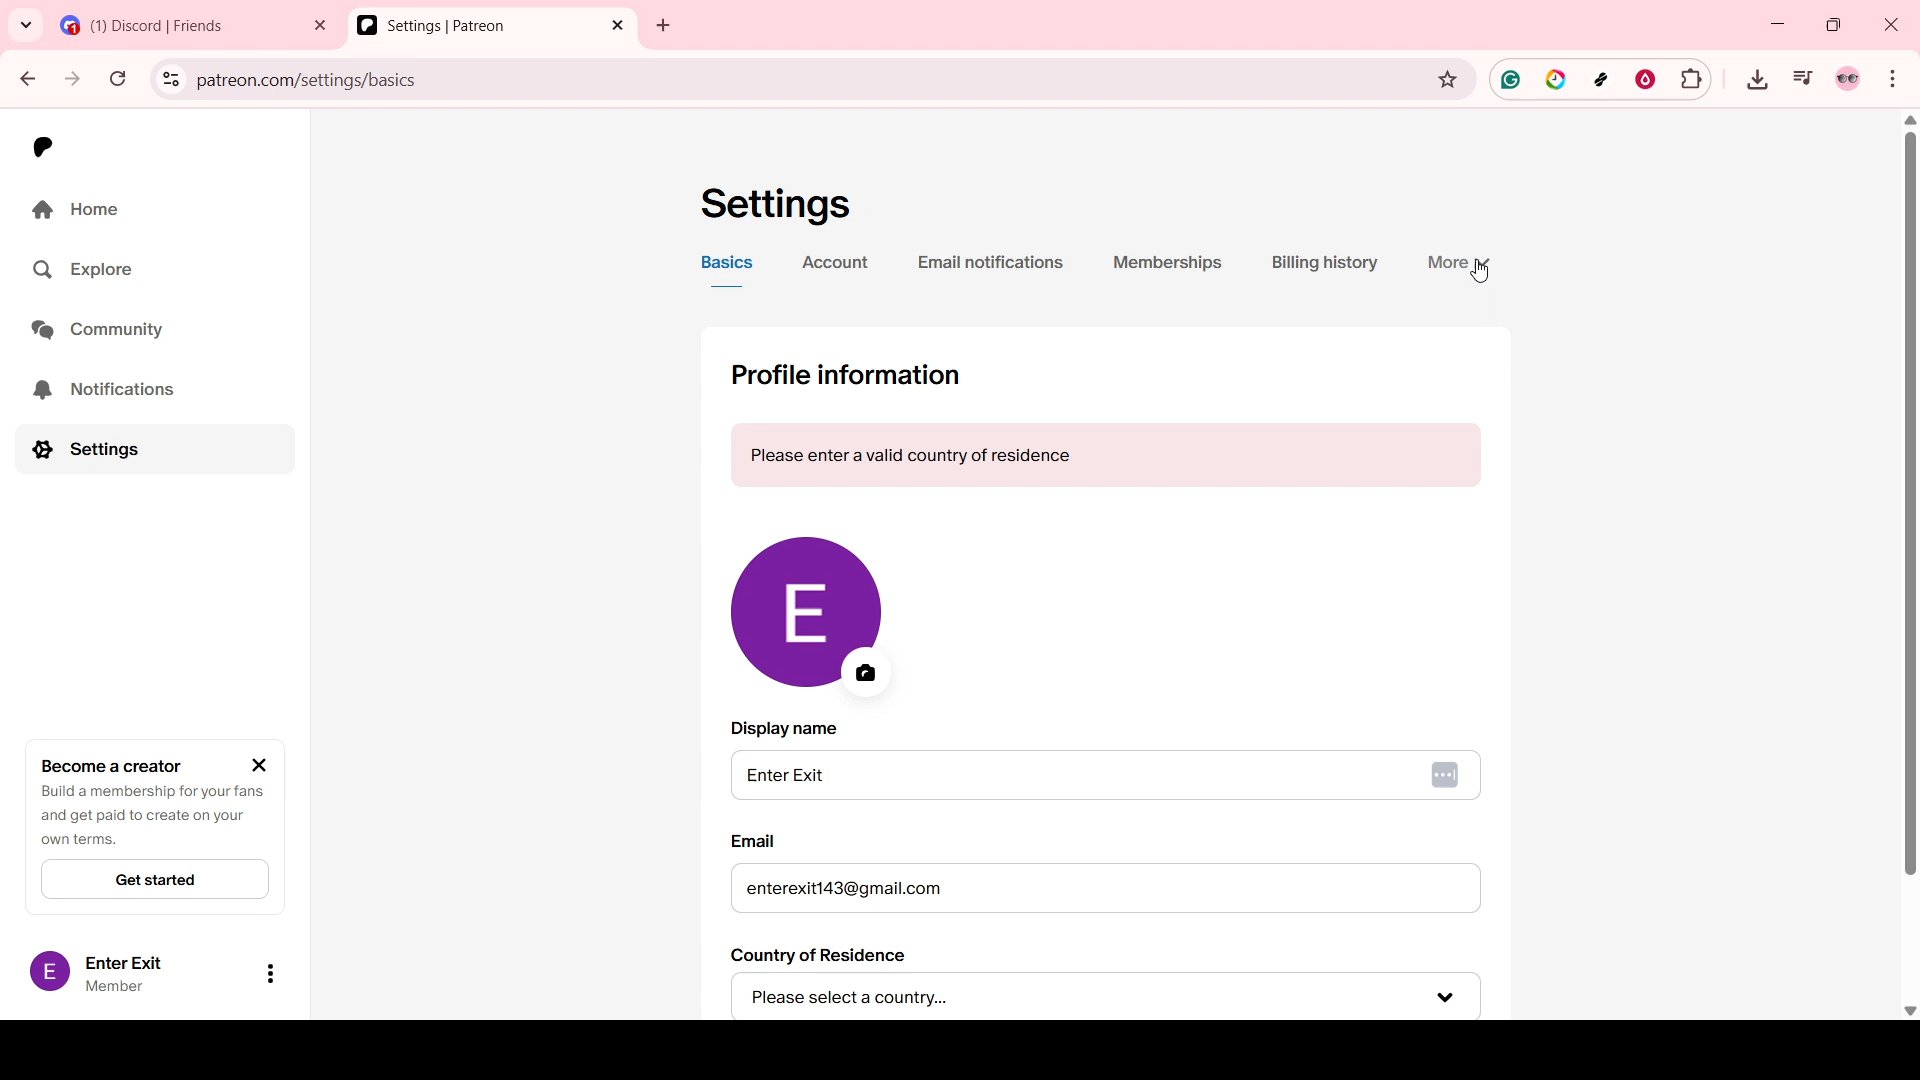 (1) Discord | Friends
Settings | Patreon
patreon.com/settings/basics
Home
Explore
Community
Notifications
Settings
Become a creator
Build a membership for your fans
and get paid to create on your
own terms.
Get started
E
Enter Exit
Member
Settings
Basics Account Email notifications Memberships Billing history More
Profile information
Please enter a valid country of residence
E
Display name
Enter Exit
Email
enterexit143@gmail.com
Country of Residence
Please select a country...